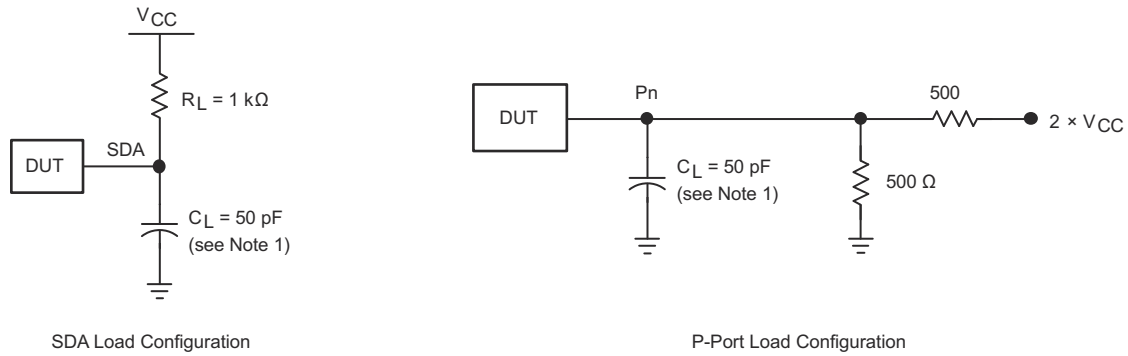 VCC
RL = 1 kΩ
DUT
SDA
CL = 50 pF
(see Note 1)
SDA Load Configuration
DUT
Pn
500
2 × VCC
CL = 50 pF
(see Note 1)
500 Ω
P-Port Load Configuration